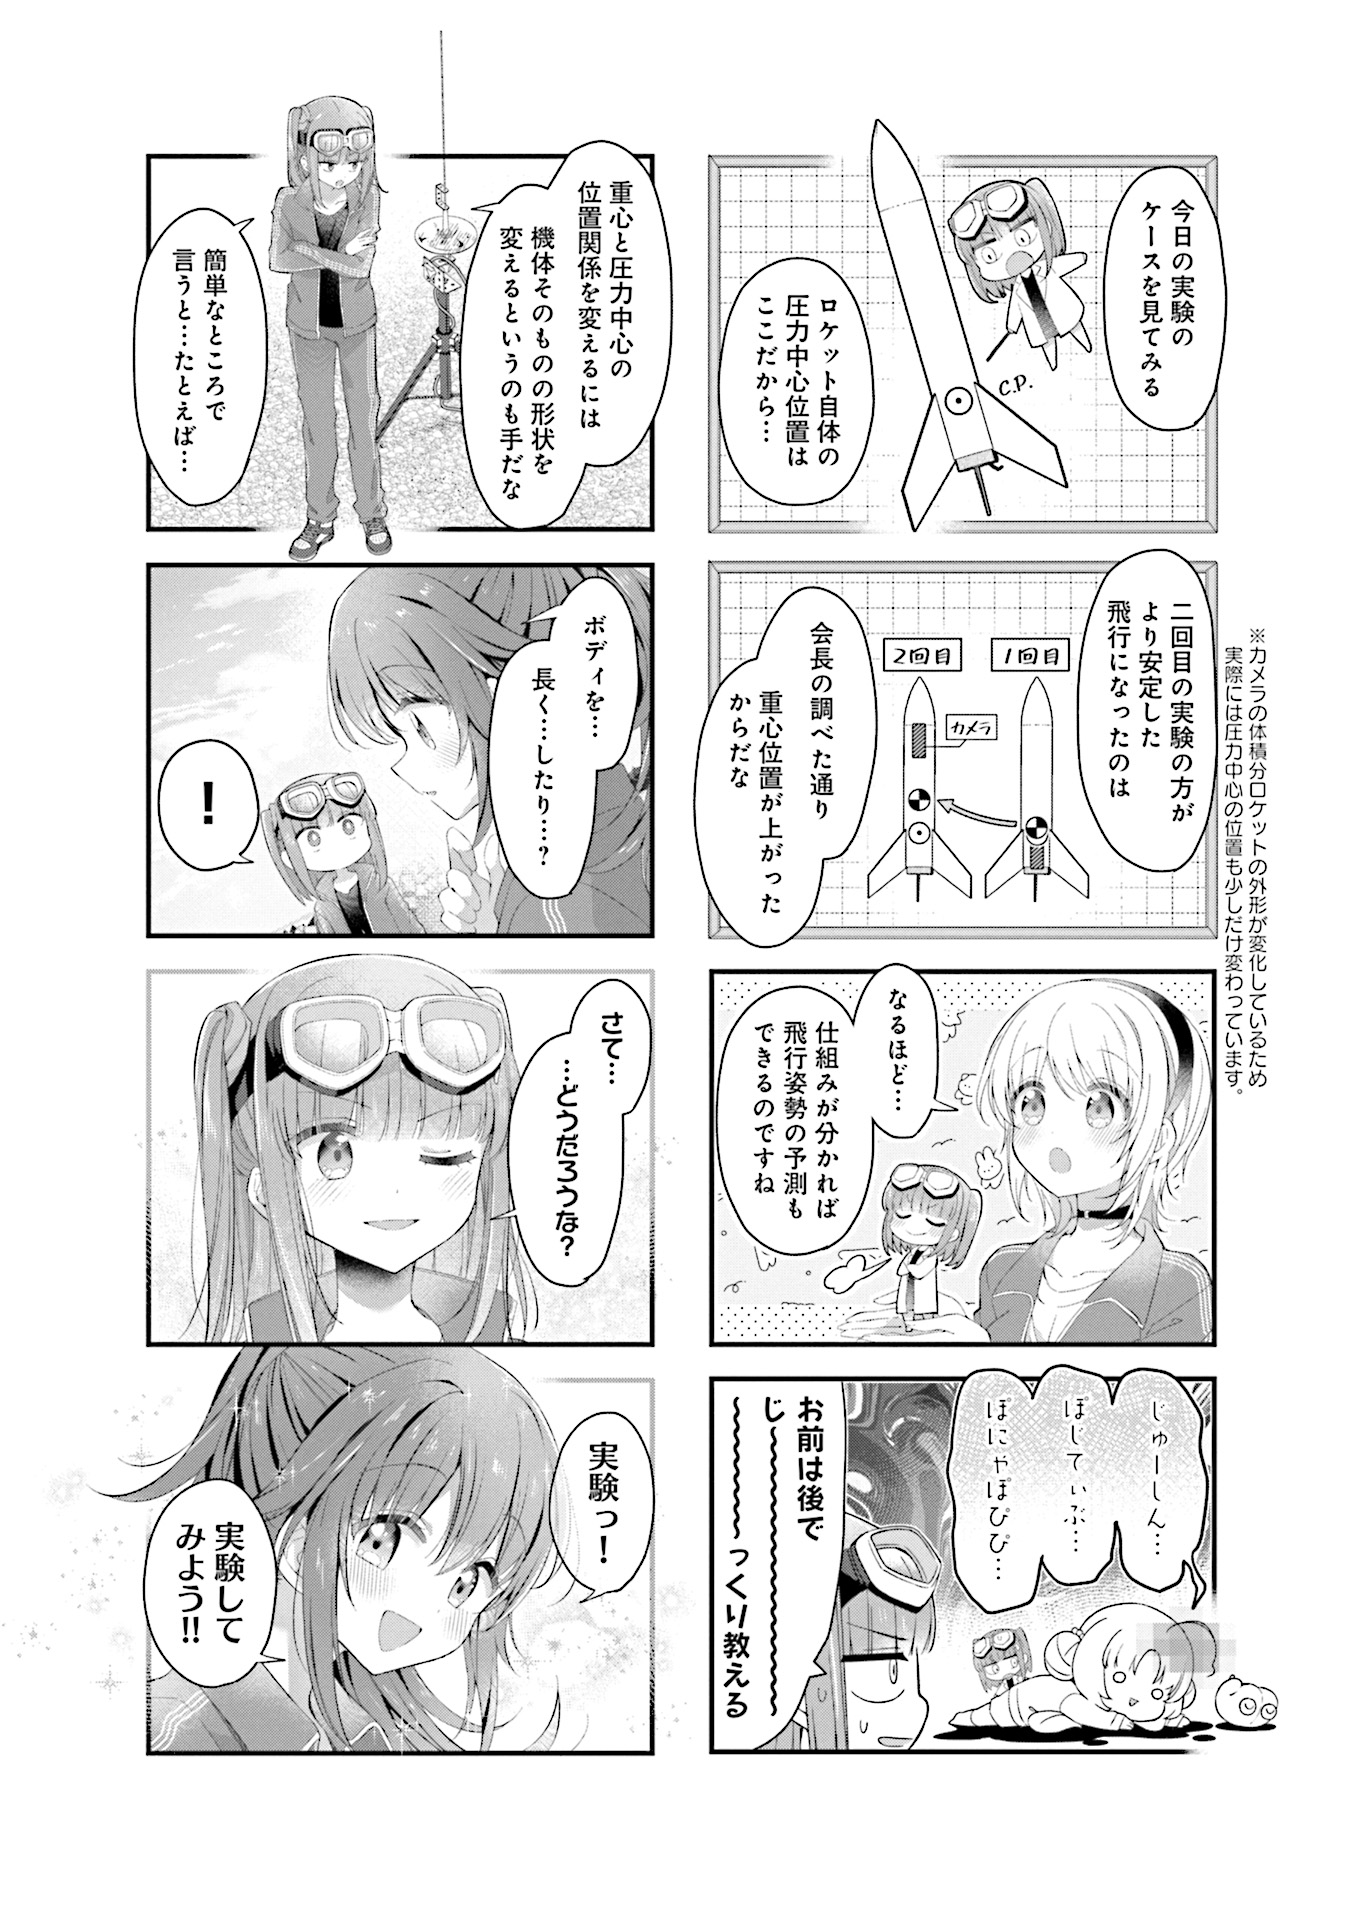 今日の実験の
ケースを見てみる
ロケット自体の
圧力中心位置は
ここだから…
C.P.
二回目の実験の方が
より安定した
飛行になったのは
1回目
2回目
カメラ
会長の調べた通り
重心位置が上がった
からだな
※カメラの体積分ロケットの外形が変化しているため
実際には圧力中心の位置も少しだけ変わっています。
なるほど…
仕組みが分かれば
飛行姿勢の予測も
できるのですね
じゅーしん…
ぽじてぃぶ…
ぽにゃぽぴぴ…
お前は後で
じ〜〜〜っくり教える
重心と圧力中心の
位置関係を変えるには
機体そのものの形状を
変えるというのも手だな
簡単なところで
言うと…たとえば…
ボディを…
長く…したり…?
!
さて…
…どうだろうな?
実験っ!
実験して
みよう!!